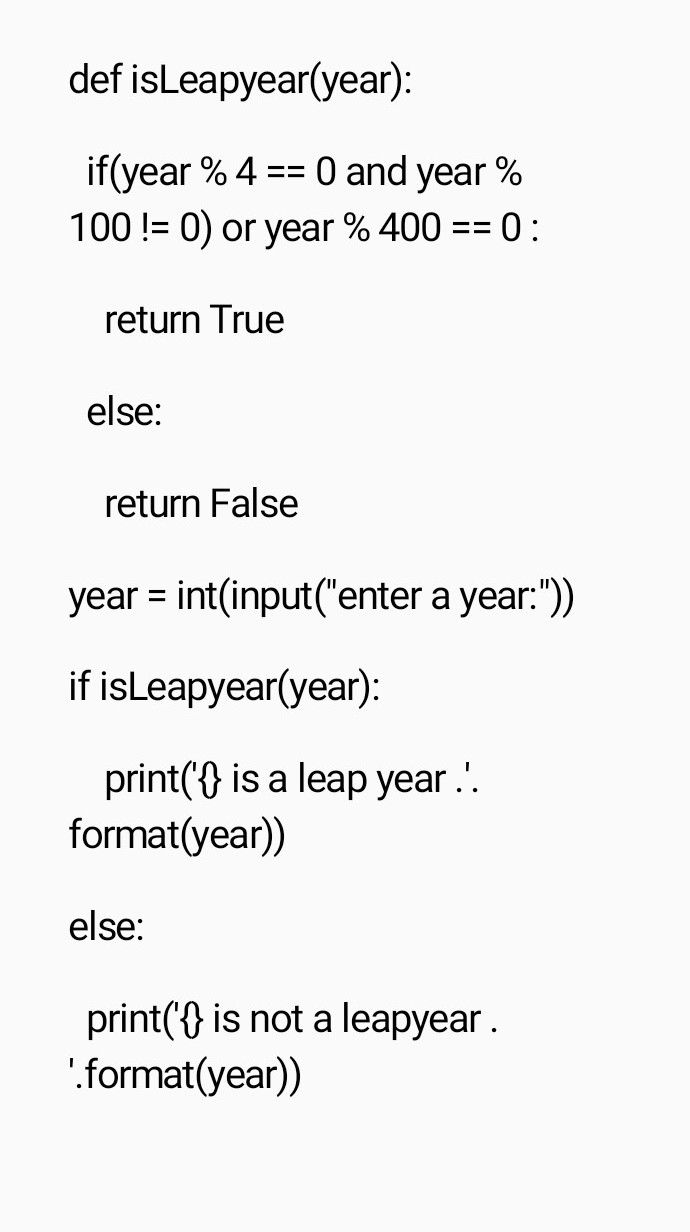 def isLeapyear(year):
  if(year % 4 == 0 and year %
100 != 0) or year % 400 == 0 :
    return True
  else:
    return False
year = int(input("enter a year:"))
if isLeapyear(year):
    print('{} is a leap year .'.
format(year))
else:
  print('{} is not a leapyear .
'.format(year))